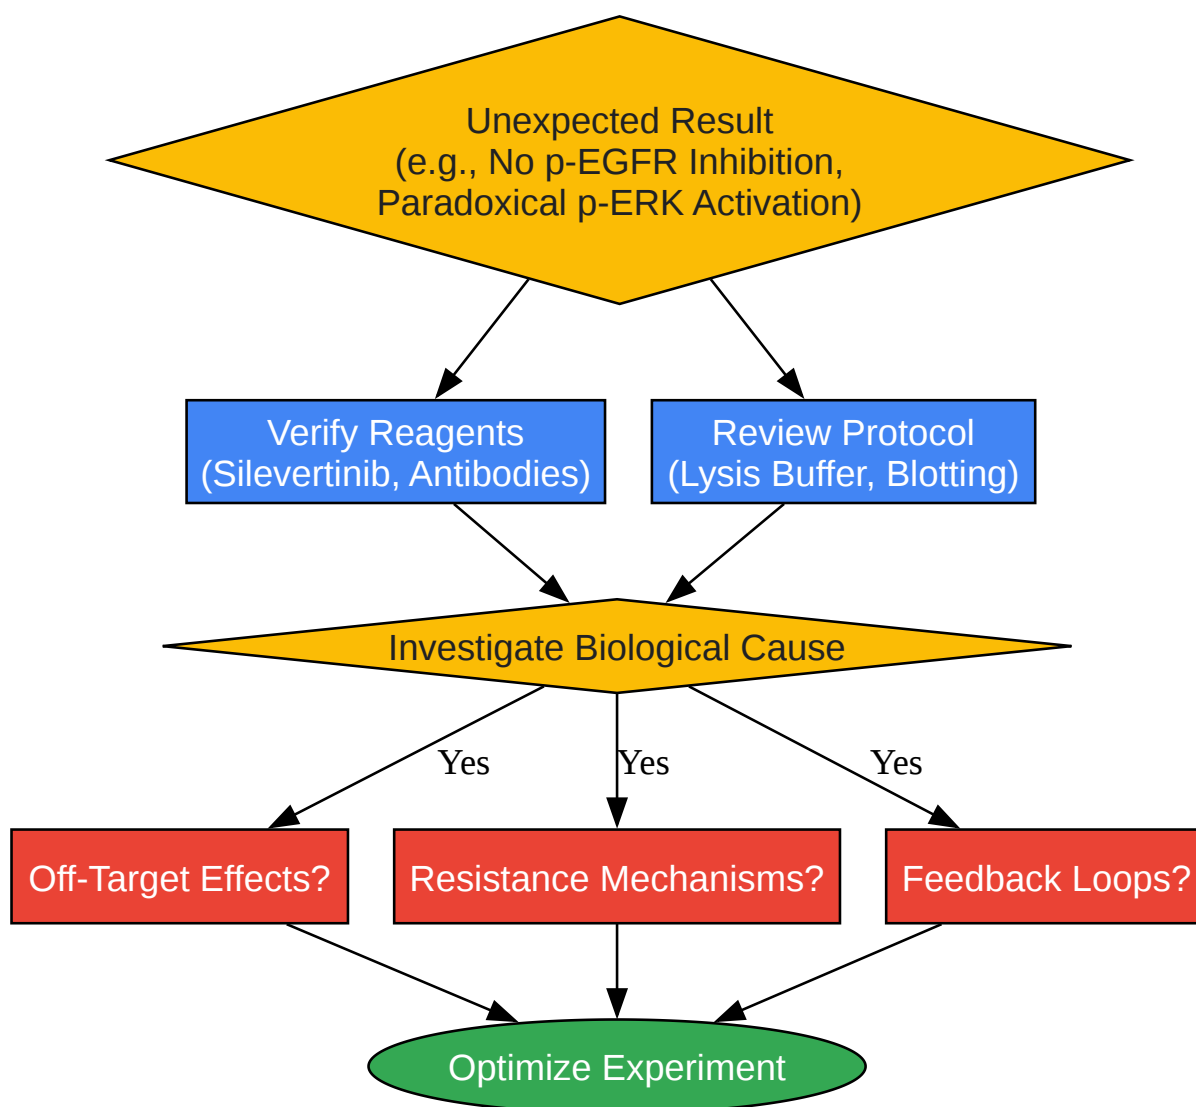 Unexpected Result
(e.g., No p-EGFR Inhibition,
Paradoxical p-ERK Activation)
Verify Reagents
(Silevertinib, Antibodies)
Review Protocol
(Lysis Buffer, Blotting)
Investigate Biological Cause
Yes
Yes
Yes
Off-Target Effects?
Resistance Mechanisms?
Feedback Loops?
Optimize Experiment